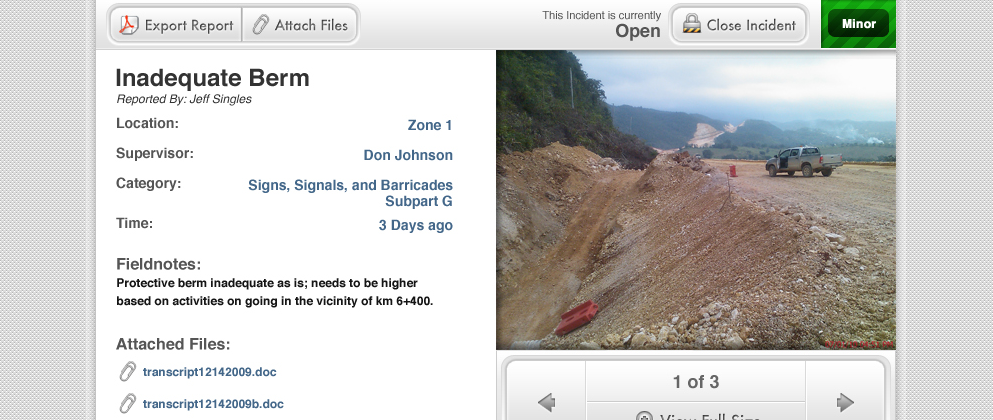 Export Report
Attach Files
This Incident is currently
Open
Close Incident
Minor
Inadequate Berm
Reported By: Jeff Singles
Location:
Zone 1
Supervisor:
Don Johnson
Category:
Signs, Signals, and Barricades
Subpart G
Time:
3 Days ago
Fieldnotes:
Protective berm inadequate as is; needs to be higher
based on activities on going in the vicinity of km 6+400.
Attached Files:
transcript12142009.doc
transcript12142009b.doc
1 of 3
View Full Size